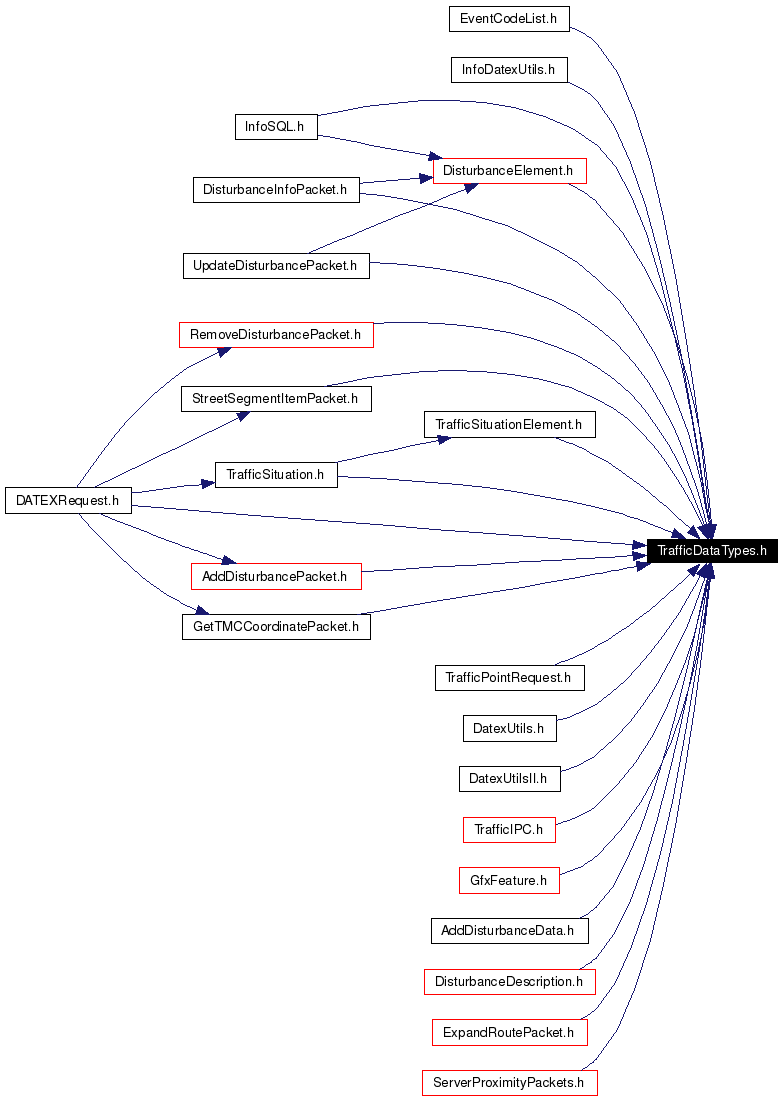 EventCodeList.h
InfoDatexUtils.h
InfoSQL.h
DisturbanceElement.h
DisturbanceInfoPacket.h
UpdateDisturbancePacket.h
RemoveDisturbancePacket.h
StreetSegmentItemPacket.h
TrafficSituationElement.h
TrafficSituation.h
DATEXRequest.h
TrafficDataTypes.h
AddDisturbancePacket.h
GetTMCCoordinatePacket.h
TrafficPointRequest.h
DatexUtils.h
DatexUtilsII.h
TrafficIPC.h
GfxFeature.h
AddDisturbanceData.h
DisturbanceDescription.h
ExpandRoutePacket.h
ServerProximityPackets.h